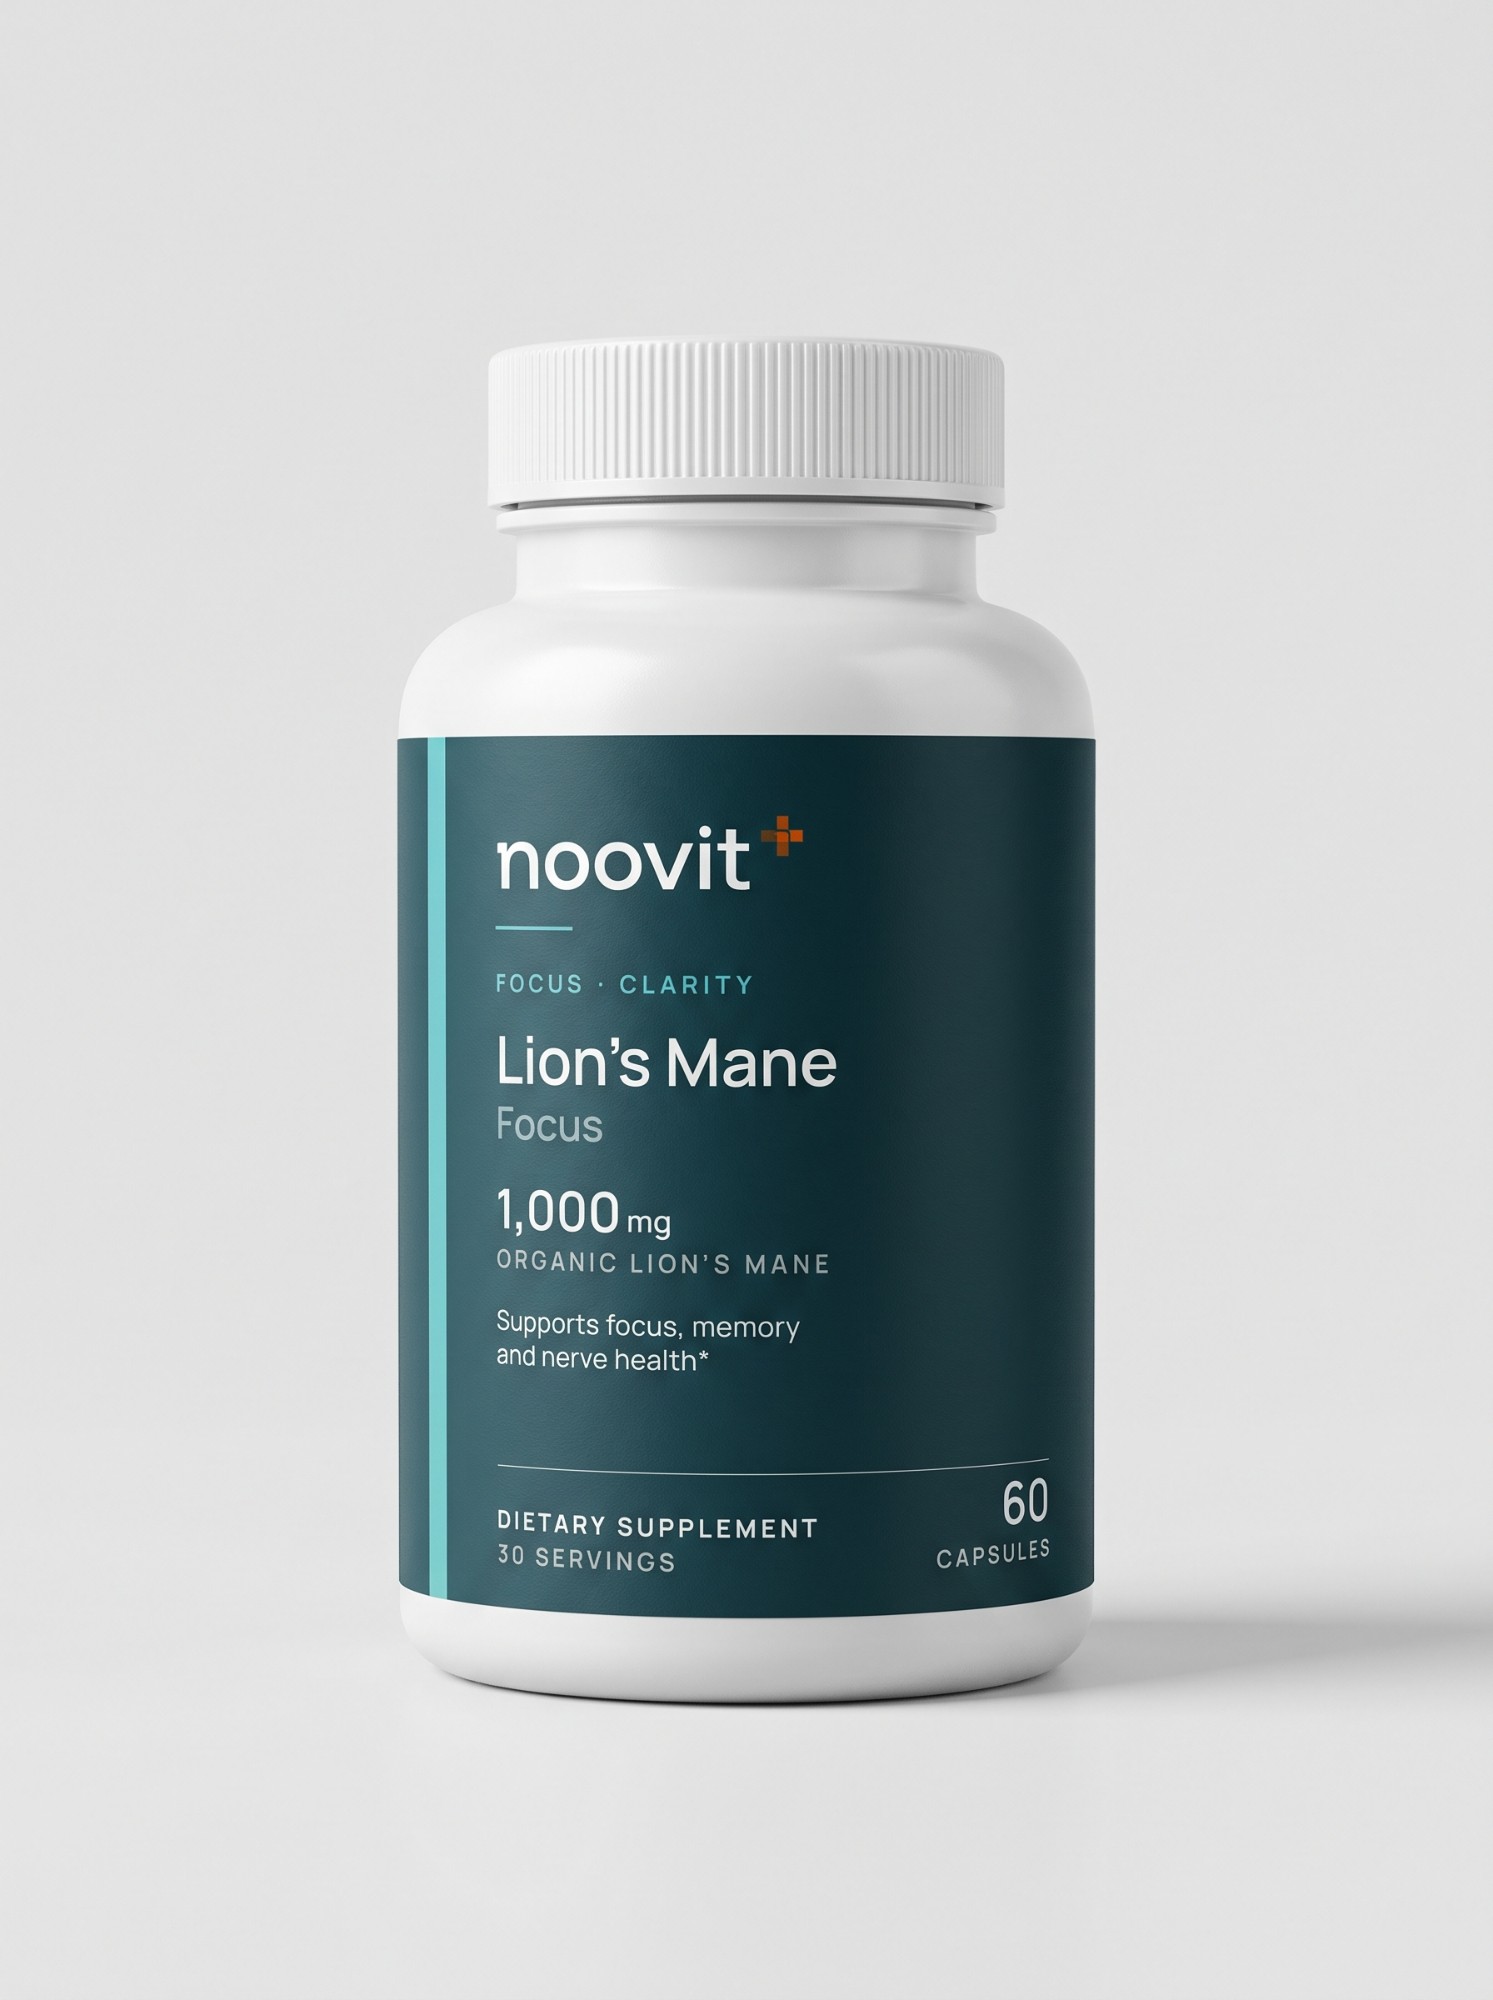 noovit
FOCUS · CLARITY
Lion’s Mane
Focus
1,000 mg
ORGANIC LION’S MANE
Supports focus, memory
and nerve health*
DIETARY SUPPLEMENT
30 SERVINGS
60
CAPSULES